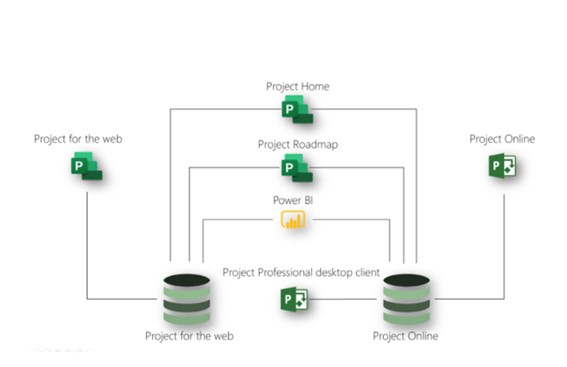 Project Home
Project for the web
Project Roadmap
Project Online
Power BI
Project Professional desktop client
Project for the web
Project Online